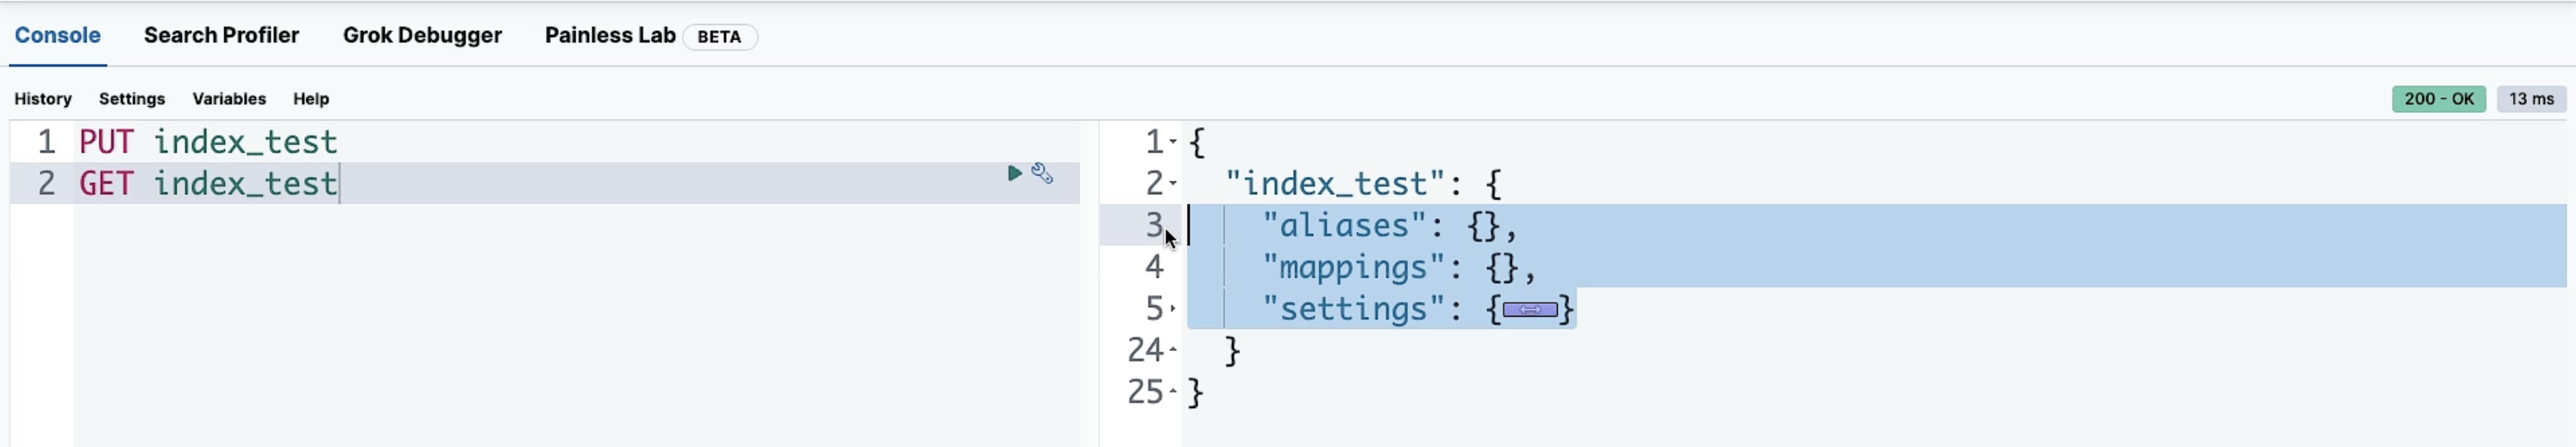 Console Search Profiler Grok Debugger Painless Lab BETA
History Settings Variables Help 200 - OK 13 ms
1 PUT index_test
2 GET index_test
1 {
2 "index_test": {
3 "aliases": {},
4 "mappings": {},
5 "settings": {}
24 }
25 }